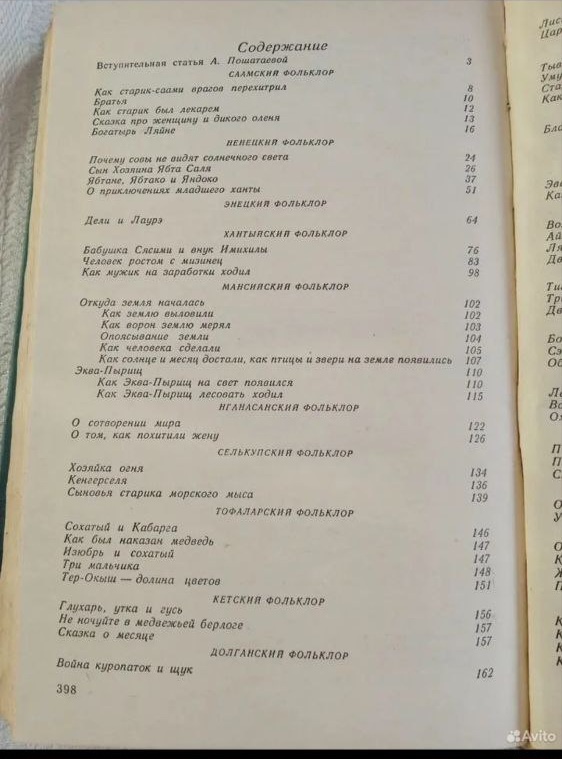 Содержание
Вступительная статья А. Пошатаевой 3
СААМСКИЙ ФОЛЬКЛОР
Как старик-саами врагов перехитрил 8
Братья 10
Как старик был лекарем 12
Сказка про женщину и дикого оленя 13
Богатырь Ляйне 16
НЕНЕЦКИЙ ФОЛЬКЛОР
Почему совы не видят солнечного света 24
Сын Хозяина Ябта Саля 26
Ябтане, Ябтако и Яндоко 37
О приключениях младшего ханты 51
ЭНЕЦКИЙ ФОЛЬКЛОР
Дели и Лаурэ 64
ХАНТЫЙСКИЙ ФОЛЬКЛОР
Бабушка Сясими и внук Имихилы 76
Человек ростом с мизинец 83
Как мужик на заработки ходил 98
МАНСИЙСКИЙ ФОЛЬКЛОР
Откуда земля началась 102
Как землю выловили 102
Как ворон землю мерял 103
Опоясывание земли 104
Как человека сделали 105
Как солнце и месяц достали, как птицы и звери на земле появились 107
Эква-Пырищ 110
Как Эква-Пырищ на свет появился 110
Как Эква-Пырищ лесовать ходил 115
НГАНАСАНСКИЙ ФОЛЬКЛОР
О сотворении мира 122
О том, как похитили жену 126
СЕЛЬКУПСКИЙ ФОЛЬКЛОР
Хозяйка огня 134
Кенгерселя 136
Сыновья старика морского мыса 139
ТОФАЛАРСКИЙ ФОЛЬКЛОР
Сохатый и Кабарга 146
Как был наказан медведь 147
Изюбрь и сохатый 147
Три мальчика 148
Тер-Окыш — долина цветов 151
КЕТСКИЙ ФОЛЬКЛОР
Глухарь, утка и гусь 156
Не ночуйте в медвежьей берлоге 157
Сказка о месяце 157
ДОЛГАНСКИЙ ФОЛЬКЛОР
Война куропаток и щук 162
398
Avito